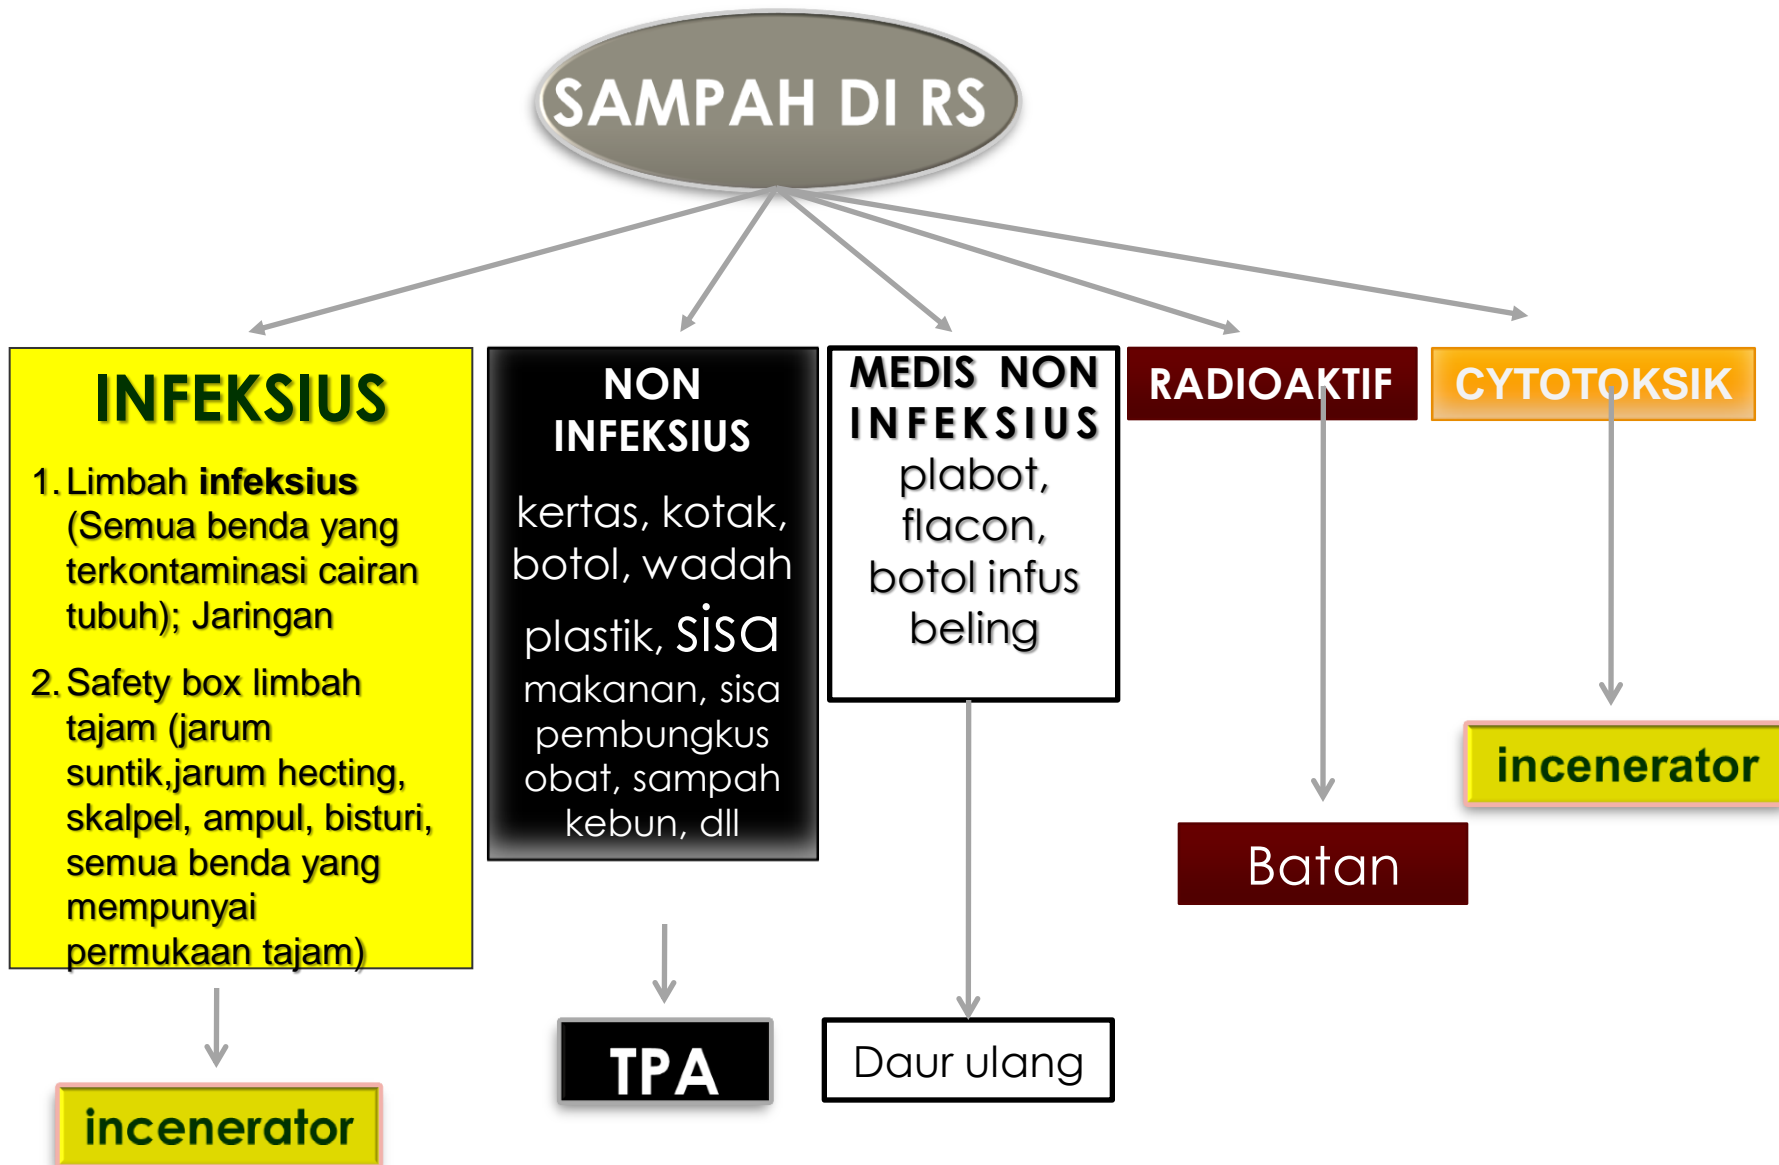 SAMPAH DI RS
INFEKSIUS
1. Limbah infeksius
(Semua benda yang
terkontaminasi cairan
tubuh); Jaringan
2. Safety box limbah
tajam (jarum
suntik,jarum hecting,
skalpel, ampul, bisturi,
semua benda yang
mempunyai
permukaan tajam)
incenerator
NON
INFEKSIUS
kertas, kotak,
botol, wadah
plastik, sisa
makanan, sisa
pembungkus
obat, sampah
kebun, dll
TPA
MEDIS NON
INFEKSIUS
plabot,
flacon,
botol infus
beling
Daur ulang
RADIOAKTIF
Batan
CYTOTOKSIK
incenerator